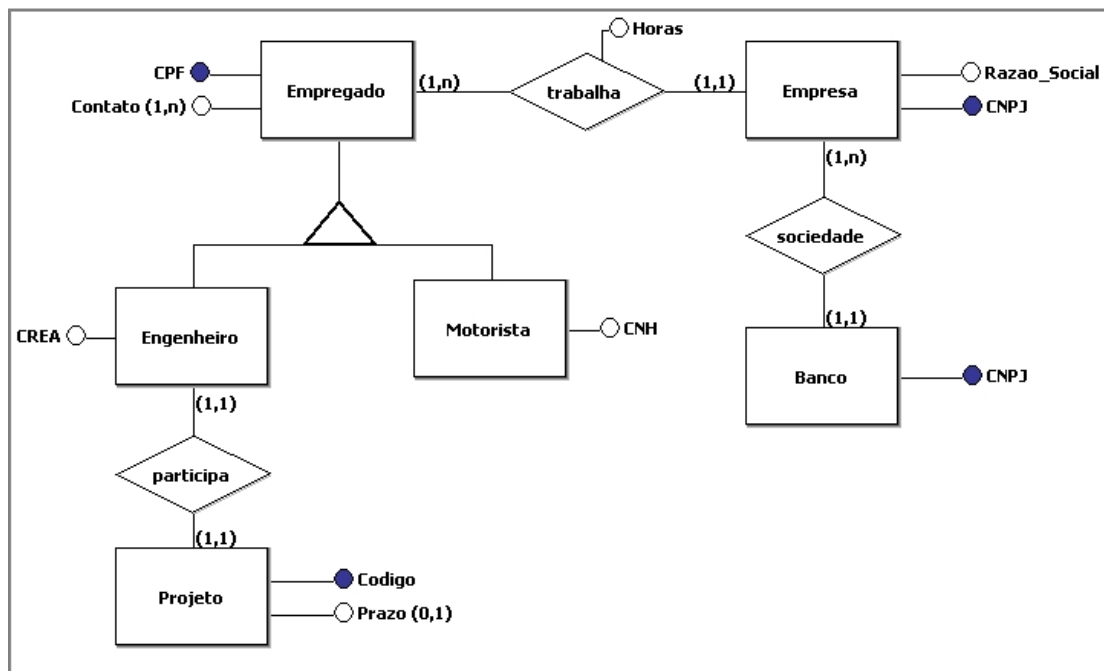 Horas
CPF
Empregado
(1,n)
trabalha
(1,1)
Empresa
Razao_Social
Contato (1,n)
CNPJ
(1,n)
sociedade
(1,1)
Engenheiro
CREA
Motorista
CNH
Banco
CNPJ
(1,1)
participa
(1,1)
Projeto
Codigo
Prazo (0,1)